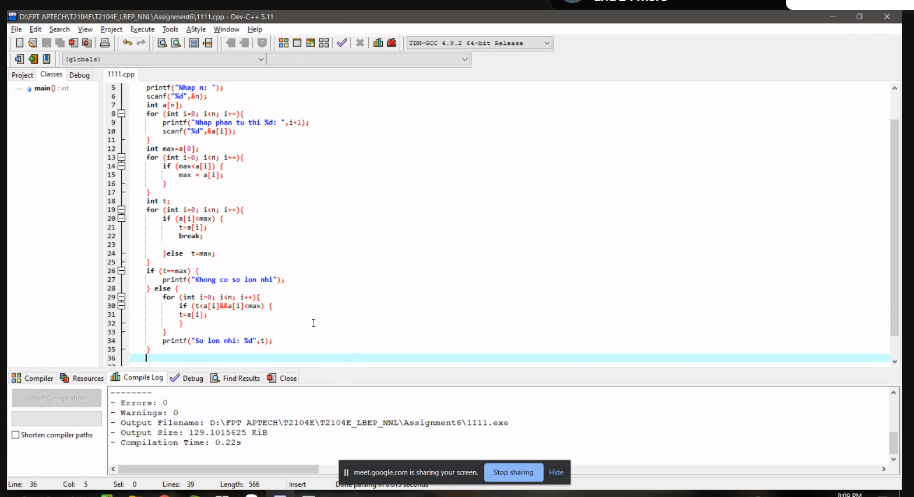 D:\FPT APTECH\T2104E\T2104E_LBEP_NNL\Assignment6\1111.cpp - Dev-C++ 5.11
File Edit Search View Project Execute Tools AStyle Window Help
TDM-GCC 4.9.2 64-bit Release
(globals)
Project Classes Debug
1111.cpp
main() : int
5 printf("Nhap n: ");
6 scanf("%d",&n);
7 int a[n];
8 for (int i=0; i<n; i++){
9 printf("Nhap phan tu thi %d: ",i+1);
10 scanf("%d",&a[i]);
11 }
12 int max=a[0];
13 for (int i=0; i<n; i++){
14 if (max<a[i]) {
15 max = a[i];
16 }
17 }
18 int t;
19 for (int i=0; i<n; i++){
20 if (a[i]<max) {
21 t=a[i];
22 break;
23
24 }else t=max;
25 }
26 if (t==max) {
27 printf("Khong co so lon nhi");
28 } else {
29 for (int i=0; i<n; i++){
30 if (t<a[i]&&a[i]<max) {
31 t=a[i];
32 }
33 }
34 printf("So lon nhi: %d",t);
35 }
36
Compiler Resources Compile Log Debug Find Results Close
Abort Compilation
Shorten compiler paths
--------
- Errors: 0
- Warnings: 0
- Output Filename: D:\FPT APTECH\T2104E\T2104E_LBEP_NNL\Assignment6\1111.exe
- Output Size: 129.1015625 KiB
- Compilation Time: 0.22s
meet.google.com is sharing your screen. Stop sharing Hide
Line: 36 Col: 5 Sel: 0 Lines: 39 Length: 566 Insert Done parsing in
8:09 PM